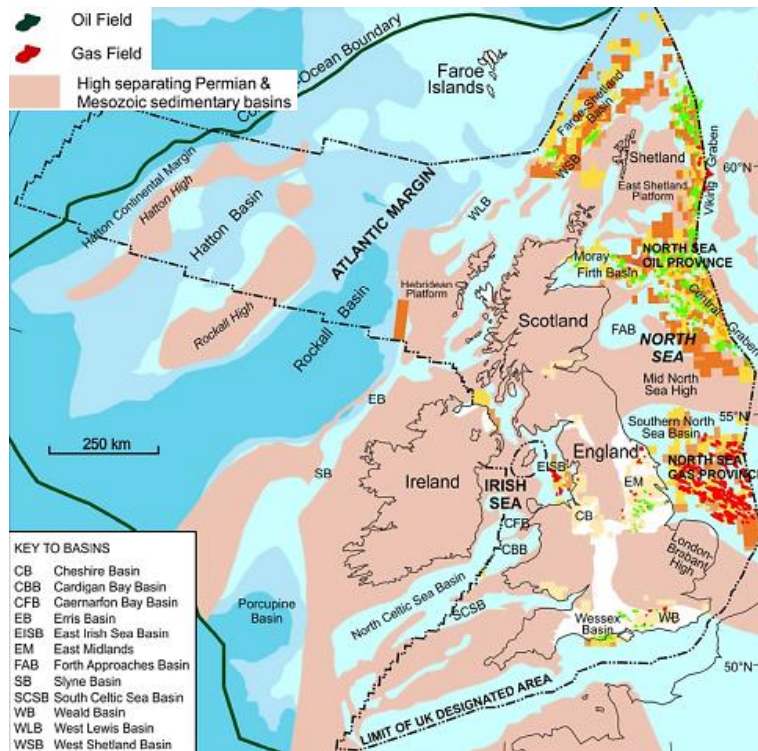 Oil Field
Gas Field
High separating Permian &
Mesozoic sedimentary basins
-Ocean Boundary
Faroe
Islands
Faroe-Shetland
Basin
WSB
Shetland
East Shetland
Platform
Viking Graben
60°N
Hatton Continental Margin
Hatton High
Hatton Basin
ATLANTIC MARGIN
WLB
NORTH SEA
OIL PROVINCE
Moray
Firth Basin
Hebridean
Platform
Rockall High
Rockall Basin
Scotland
FAB
Central Graben
NORTH
SEA
Mid North
Sea High
EB
55°N
250 km
Southern North
Sea Basin
England
NORTH SEA
GAS PROVINCE
SB
Ireland
IRISH
SEA
EISB
EM
CB
CFB
CBB
London-
Brabant
High
North Celtic Sea Basin
SCSB
Porcupine
Basin
Wessex
Basin
WB
50°N
LIMIT OF UK DESIGNATED AREA
KEY TO BASINS
CB Cheshire Basin
CBB Cardigan Bay Basin
CFB Caernarfon Bay Basin
EB Erris Basin
EISB East Irish Sea Basin
EM East Midlands
FAB Forth Approaches Basin
SB Slyne Basin
SCSB South Celtic Sea Basin
WB Weald Basin
WLB West Lewis Basin
WSB West Shetland Basin